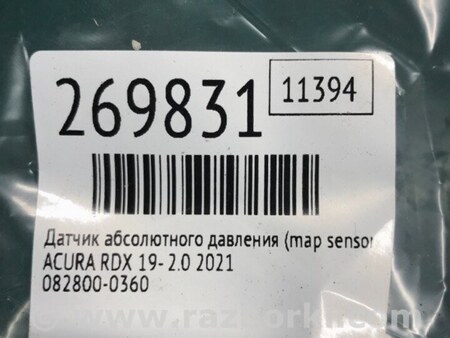 269831
11394
Датчик абсолютного давления (map sensor
ACURA RDX 19- 2.0 2021
082800-0360